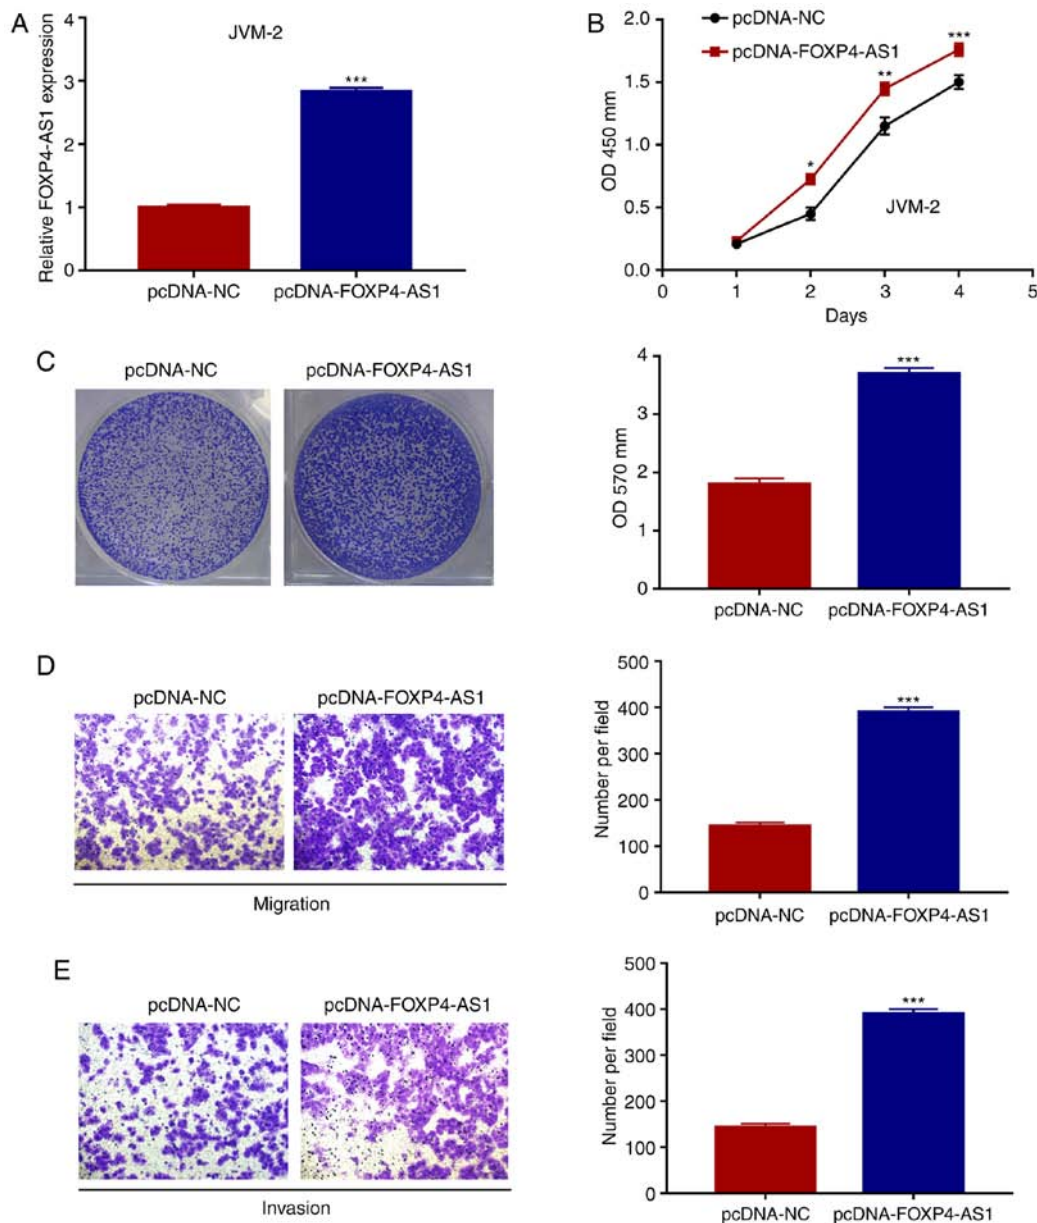 A
JVM-2
Relative FOXP4-AS1 expression
4
3
2
1
0
***
pcDNA-NC
pcDNA-FOXP4-AS1
B
pcDNA-NC
pcDNA-FOXP4-AS1
OD 450 mm
2.0
1.5
1.0
0.5
0.0
*
**
***
JVM-2
0
1
2
3
4
5
Days
C
pcDNA-NC
pcDNA-FOXP4-AS1
OD 570 mm
4
3
2
1
0
***
pcDNA-NC
pcDNA-FOXP4-AS1
D
pcDNA-NC
pcDNA-FOXP4-AS1
Migration
Number per field
500
400
300
200
100
0
***
pcDNA-NC
pcDNA-FOXP4-AS1
E
pcDNA-NC
pcDNA-FOXP4-AS1
Invasion
Number per field
500
400
300
200
100
0
***
pcDNA-NC
pcDNA-FOXP4-AS1